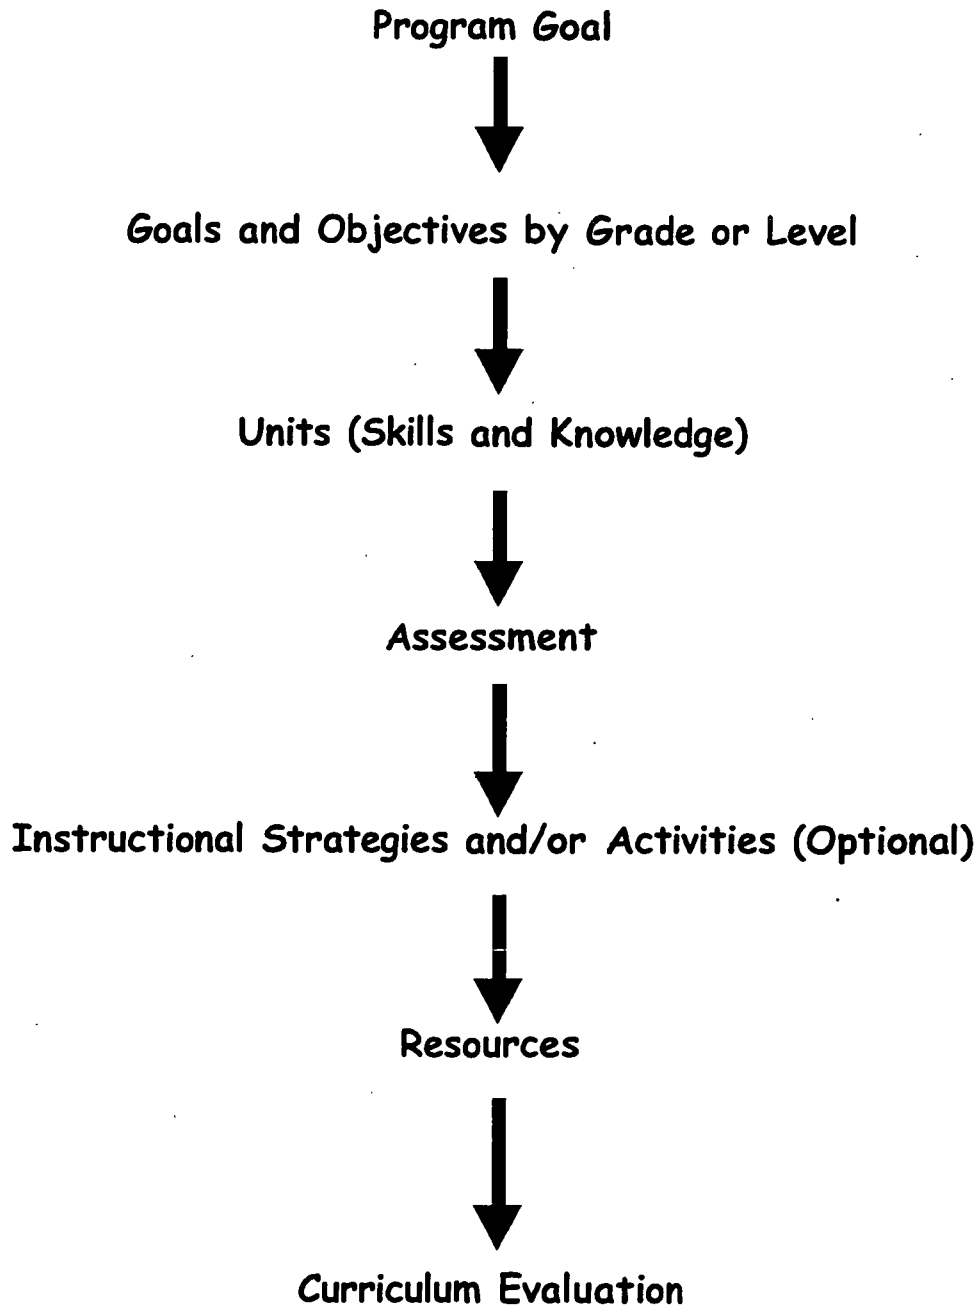 Program Goal
Goals and Objectives by Grade or Level
Units (Skills and Knowledge)
Assessment
Instructional Strategies and/or Activities (Optional)
Resources
Curriculum Evaluation